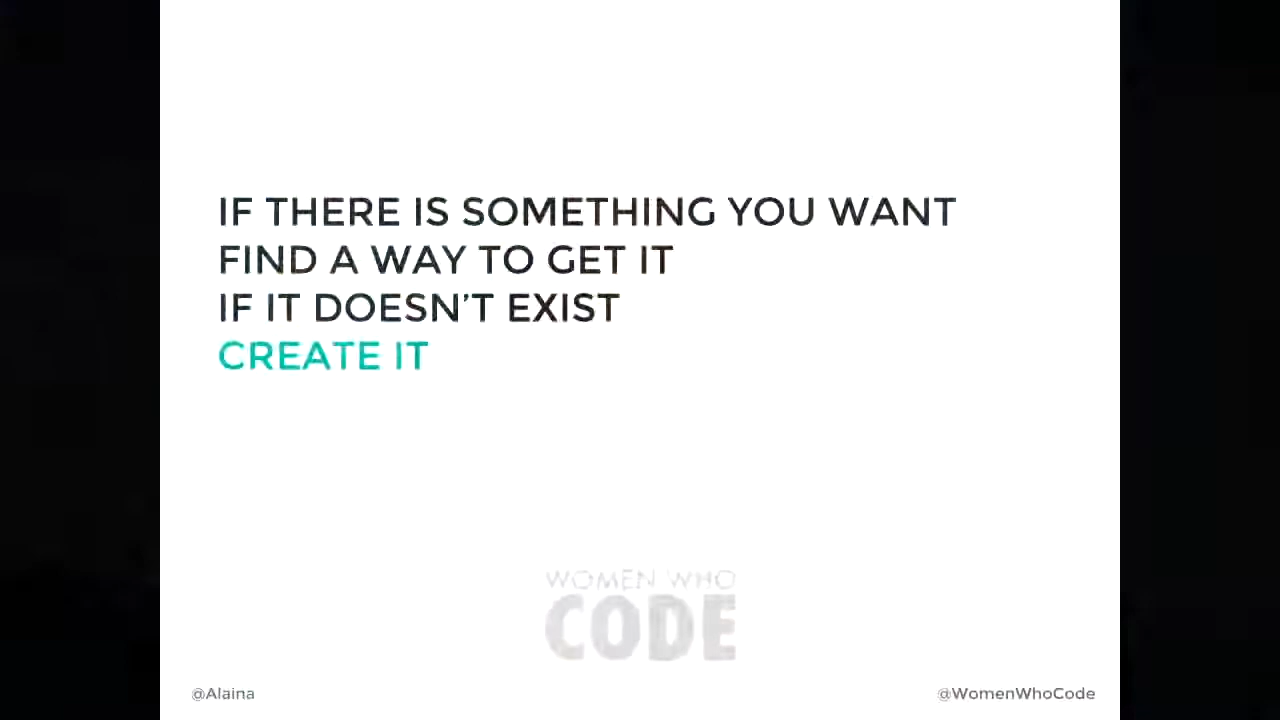 IF THERE IS SOMETHING YOU WANT
FIND A WAY TO GET IT
IF IT DOESN'T EXIST
CREATE IT
WOMEN WHO
CODE
@Alaina
@WomenWhoCode